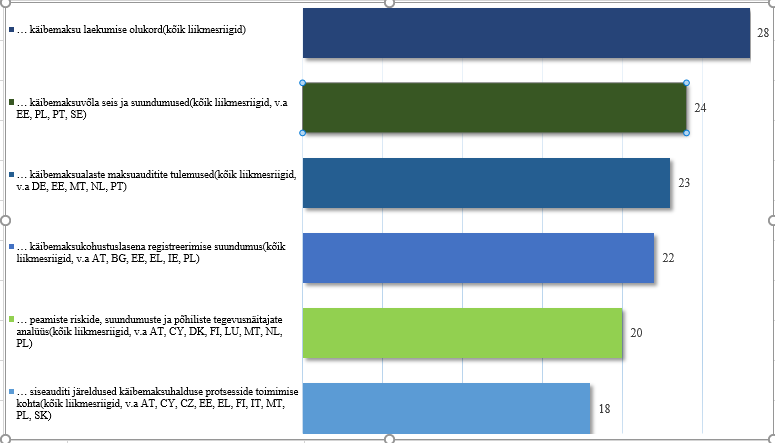 … käibemaksu laekumise olukord(kõik liikmesriigid)
28
… käibemaksuvõla seis ja suundumused(kõik liikmesriigid, v.a
EE, PL, PT, SE)
24
… käibemaksualaste maksuauditite tulemused(kõik liikmesriigid,
v.a DE, EE, MT, NL, PT)
23
… käibemaksukohustuslasena registreerimise suundumus(kõik
liikmesriigid, v.a AT, BG, EE, EL, IE, PL)
22
… peamiste riskide, suundumuste ja põhiliste tegevusnäitajate
analüüs(kõik liikmesriigid, v.a AT, CY, DK, FI, LU, MT, NL,
PL)
20
… siseauditi järeldused käibemaksuhalduse protsesside toimimise
kohta(kõik liikmesriigid, v.a AT, CY, CZ, EE, EL, FI, IT, MT,
PL, SK)
18